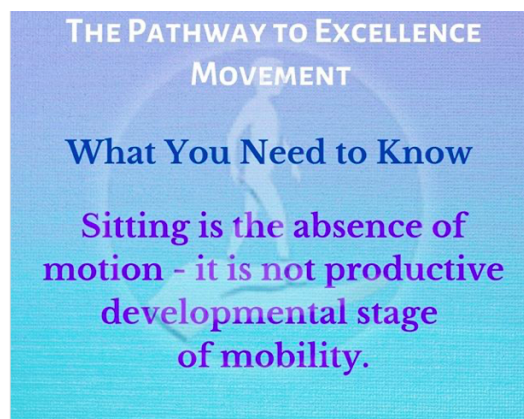 The Pathway to Excellence
Movement
What You Need to Know
Sitting is the absence of
motion - it is not productive
developmental stage
of mobility.